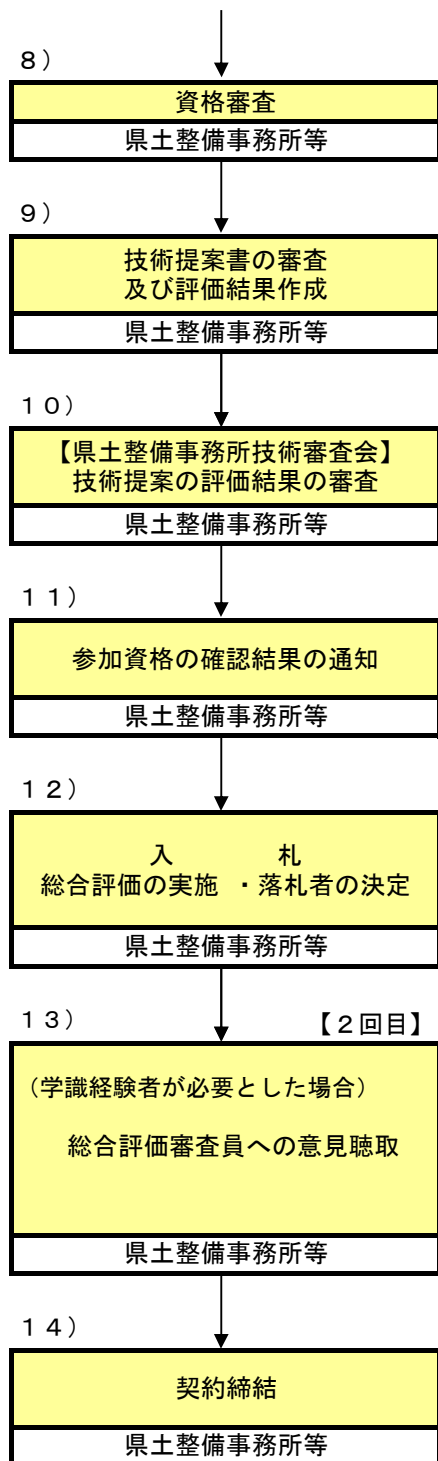 ８）
資格審査
県土整備事務所等
９）
技術提案書の審査
及び評価結果作成
県土整備事務所等
１０）
【県土整備事務所技術審査会】
技術提案の評価結果の審査
県土整備事務所等
１１）
参加資格の確認結果の通知
県土整備事務所等
１２）
入　　　札
総合評価の実施　・落札者の決定
県土整備事務所等
１３）　【２回目】
（学識経験者が必要とした場合）
総合評価審査員への意見聴取
県土整備事務所等
１４）
契約締結
県土整備事務所等